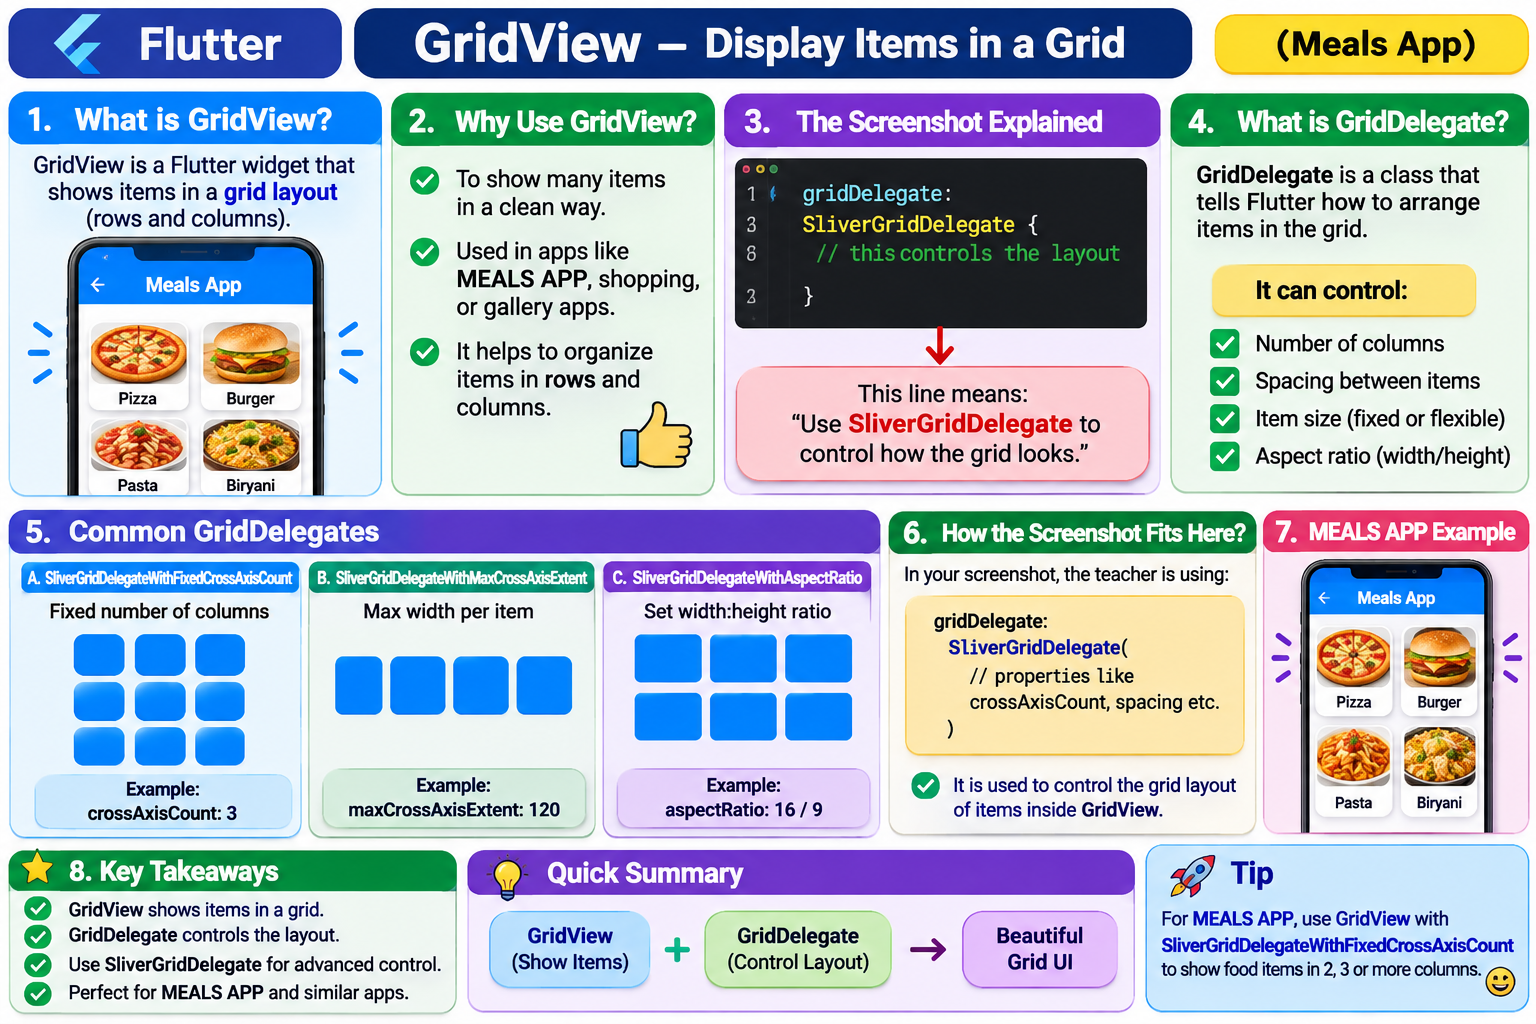 Flutter
GridView – Display Items in a Grid
(Meals App)
1. What is GridView?
GridView is a Flutter widget that
shows items in a grid layout
(rows and columns).
Meals App
Pizza
Burger
Pasta
Biryani
2. Why Use GridView?
To show many items
in a clean way.
Used in apps like
MEALS APP, shopping,
or gallery apps.
It helps to organize
items in rows and
columns.
3. The Screenshot Explained
1 gridDelegate:
3 SliverGridDelegate {
8 // this controls the layout
2 }
This line means:
“Use SliverGridDelegate to
control how the grid looks.”
4. What is GridDelegate?
GridDelegate is a class that
tells Flutter how to arrange
items in the grid.
It can control:
Number of columns
Spacing between items
Item size (fixed or flexible)
Aspect ratio (width/height)
5. Common GridDelegates
A. SliverGridDelegateWithFixedCrossAxisCount
Fixed number of columns
Example:
crossAxisCount: 3
B. SliverGridDelegateWithMaxCrossAxisExtent
Max width per item
Example:
maxCrossAxisExtent: 120
C. SliverGridDelegateWithAspectRatio
Set width:height ratio
Example:
aspectRatio: 16 / 9
6. How the Screenshot Fits Here?
In your screenshot, the teacher is using:
gridDelegate:
SliverGridDelegate(
// properties like
crossAxisCount, spacing etc.
)
It is used to control the grid layout
of items inside GridView.
7. MEALS APP Example
Meals App
Pizza
Burger
Pasta
Biryani
8. Key Takeaways
GridView shows items in a grid.
GridDelegate controls the layout.
Use SliverGridDelegate for advanced control.
Perfect for MEALS APP and similar apps.
Quick Summary
GridView
(Show Items)
+
GridDelegate
(Control Layout)
→
Beautiful
Grid UI
Tip
For MEALS APP, use GridView with
SliverGridDelegateWithFixedCrossAxisCount
to show food items in 2, 3 or more columns.